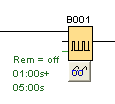 B001
Rem = off
01:00s+
05:00s